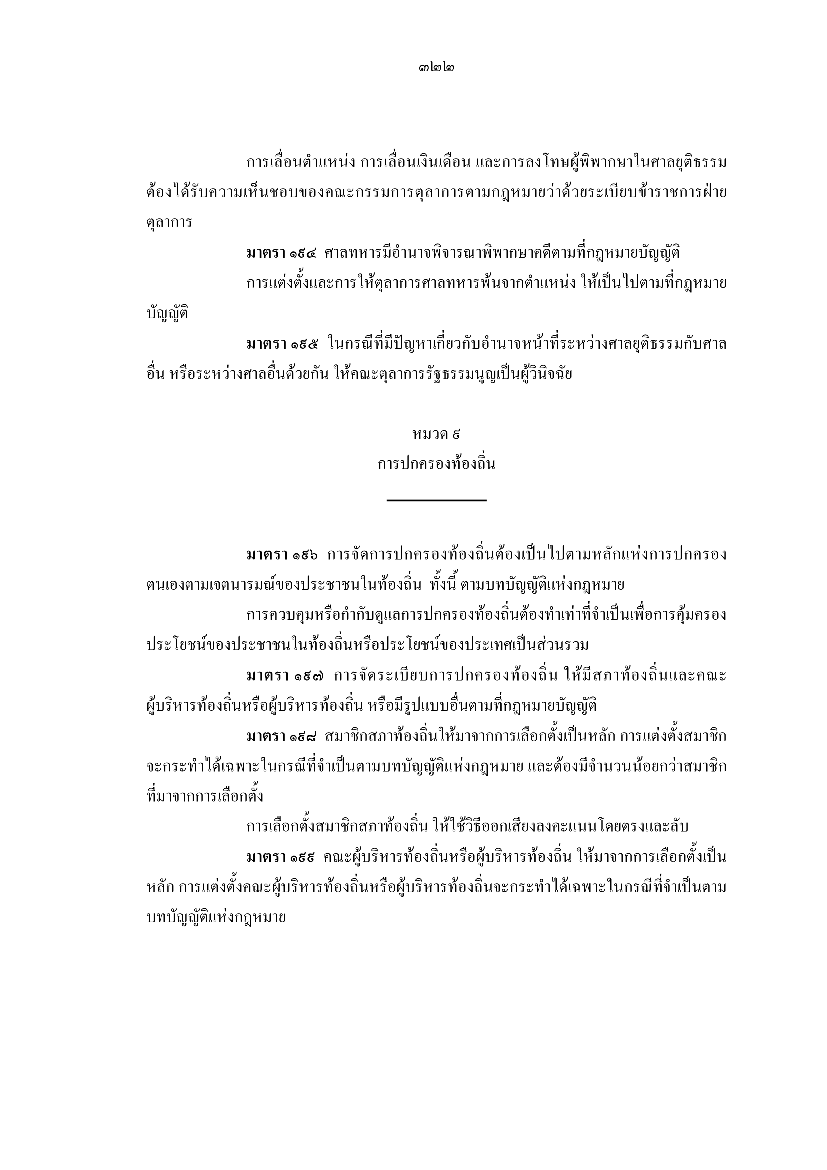 ๓๒๒
การเลื่อนตำแหน่ง การเลื่อนเงินเดือน และการลงโทษผู้พิพากษาในศาลยุติธรรม
ต้องได้รับความเห็นชอบของคณะกรรมการตุลาการตามกฎหมายว่าด้วยระเบียบข้าราชการฝ่าย
ตุลาการ
มาตรา ๑๙๔ ศาลทหารมีอำนาจพิจารณาพิพากษาคดีตามที่กฎหมายบัญญัติ
การแต่งตั้งและการให้ตุลาการศาลทหารพ้นจากตำแหน่ง ให้เป็นไปตามที่กฎหมาย
บัญญัติ
มาตรา ๑๙๕ ในกรณีที่มีปัญหาเกี่ยวกับอำนาจหน้าที่ระหว่างศาลยุติธรรมกับศาล
อื่น หรือระหว่างศาลอื่นด้วยกัน ให้คณะตุลาการรัฐธรรมนูญเป็นผู้วินิจฉัย
หมวด ๙
การปกครองท้องถิ่น
มาตรา ๑๙๖ การจัดการปกครองท้องถิ่นต้องเป็นไปตามหลักแห่งการปกครอง
ตนเองตามเจตนารมณ์ของประชาชนในท้องถิ่น ทั้งนี้ ตามบทบัญญัติแห่งกฎหมาย
การควบคุมหรือกำกับดูแลการปกครองท้องถิ่นต้องทำเท่าที่จำเป็นเพื่อการคุ้มครอง
ประโยชน์ของประชาชนในท้องถิ่นหรือประโยชน์ของประเทศเป็นส่วนรวม
มาตรา ๑๙๗ การจัดระเบียบการปกครองท้องถิ่น ให้มีสภาท้องถิ่นและคณะ
ผู้บริหารท้องถิ่นหรือผู้บริหารท้องถิ่น หรือมีรูปแบบอื่นตามที่กฎหมายบัญญัติ
มาตรา ๑๙๘ สมาชิกสภาท้องถิ่นให้มาจากการเลือกตั้งเป็นหลัก การแต่งตั้งสมาชิก
จะกระทำได้เฉพาะในกรณีที่จำเป็นตามบทบัญญัติแห่งกฎหมาย และต้องมีจำนวนน้อยกว่าสมาชิก
ที่มาจากการเลือกตั้ง
การเลือกตั้งสมาชิกสภาท้องถิ่น ให้ใช้วิธีออกเสียงลงคะแนนโดยตรงและลับ
มาตรา ๑๙๙ คณะผู้บริหารท้องถิ่นหรือผู้บริหารท้องถิ่น ให้มาจากการเลือกตั้งเป็น
หลัก การแต่งตั้งคณะผู้บริหารท้องถิ่นหรือผู้บริหารท้องถิ่นจะกระทำได้เฉพาะในกรณีที่จำเป็นตาม
บทบัญญัติแห่งกฎหมาย